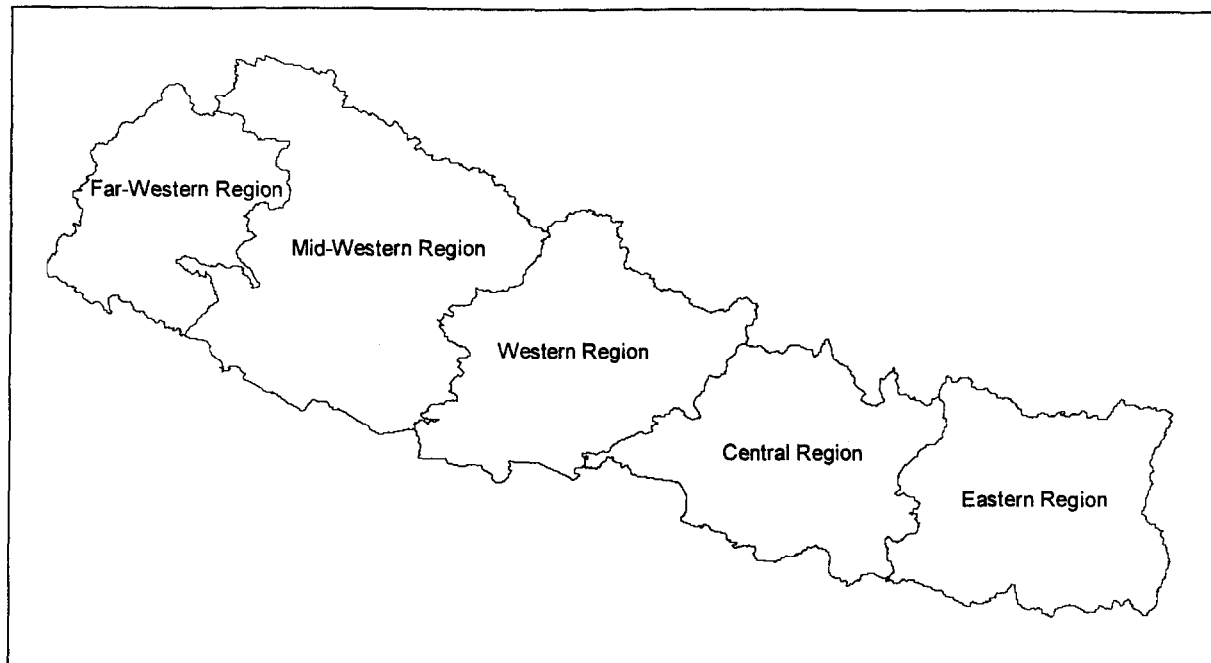 Far-Western Region
Mid-Western Region
Western Region
Central Region
Eastern Region